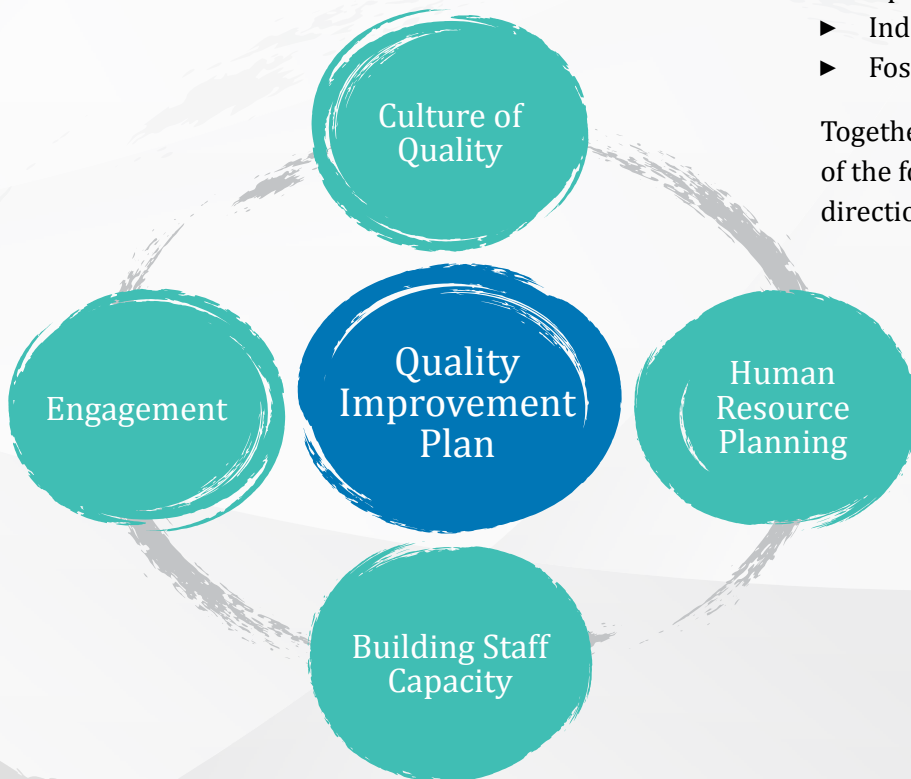 Culture of
Quality
Engagement
Quality
Improvement
Plan
Human
Resource
Planning
Building Staff
Capacity
► Ind
► Fos
Togethe
of the fo
directio